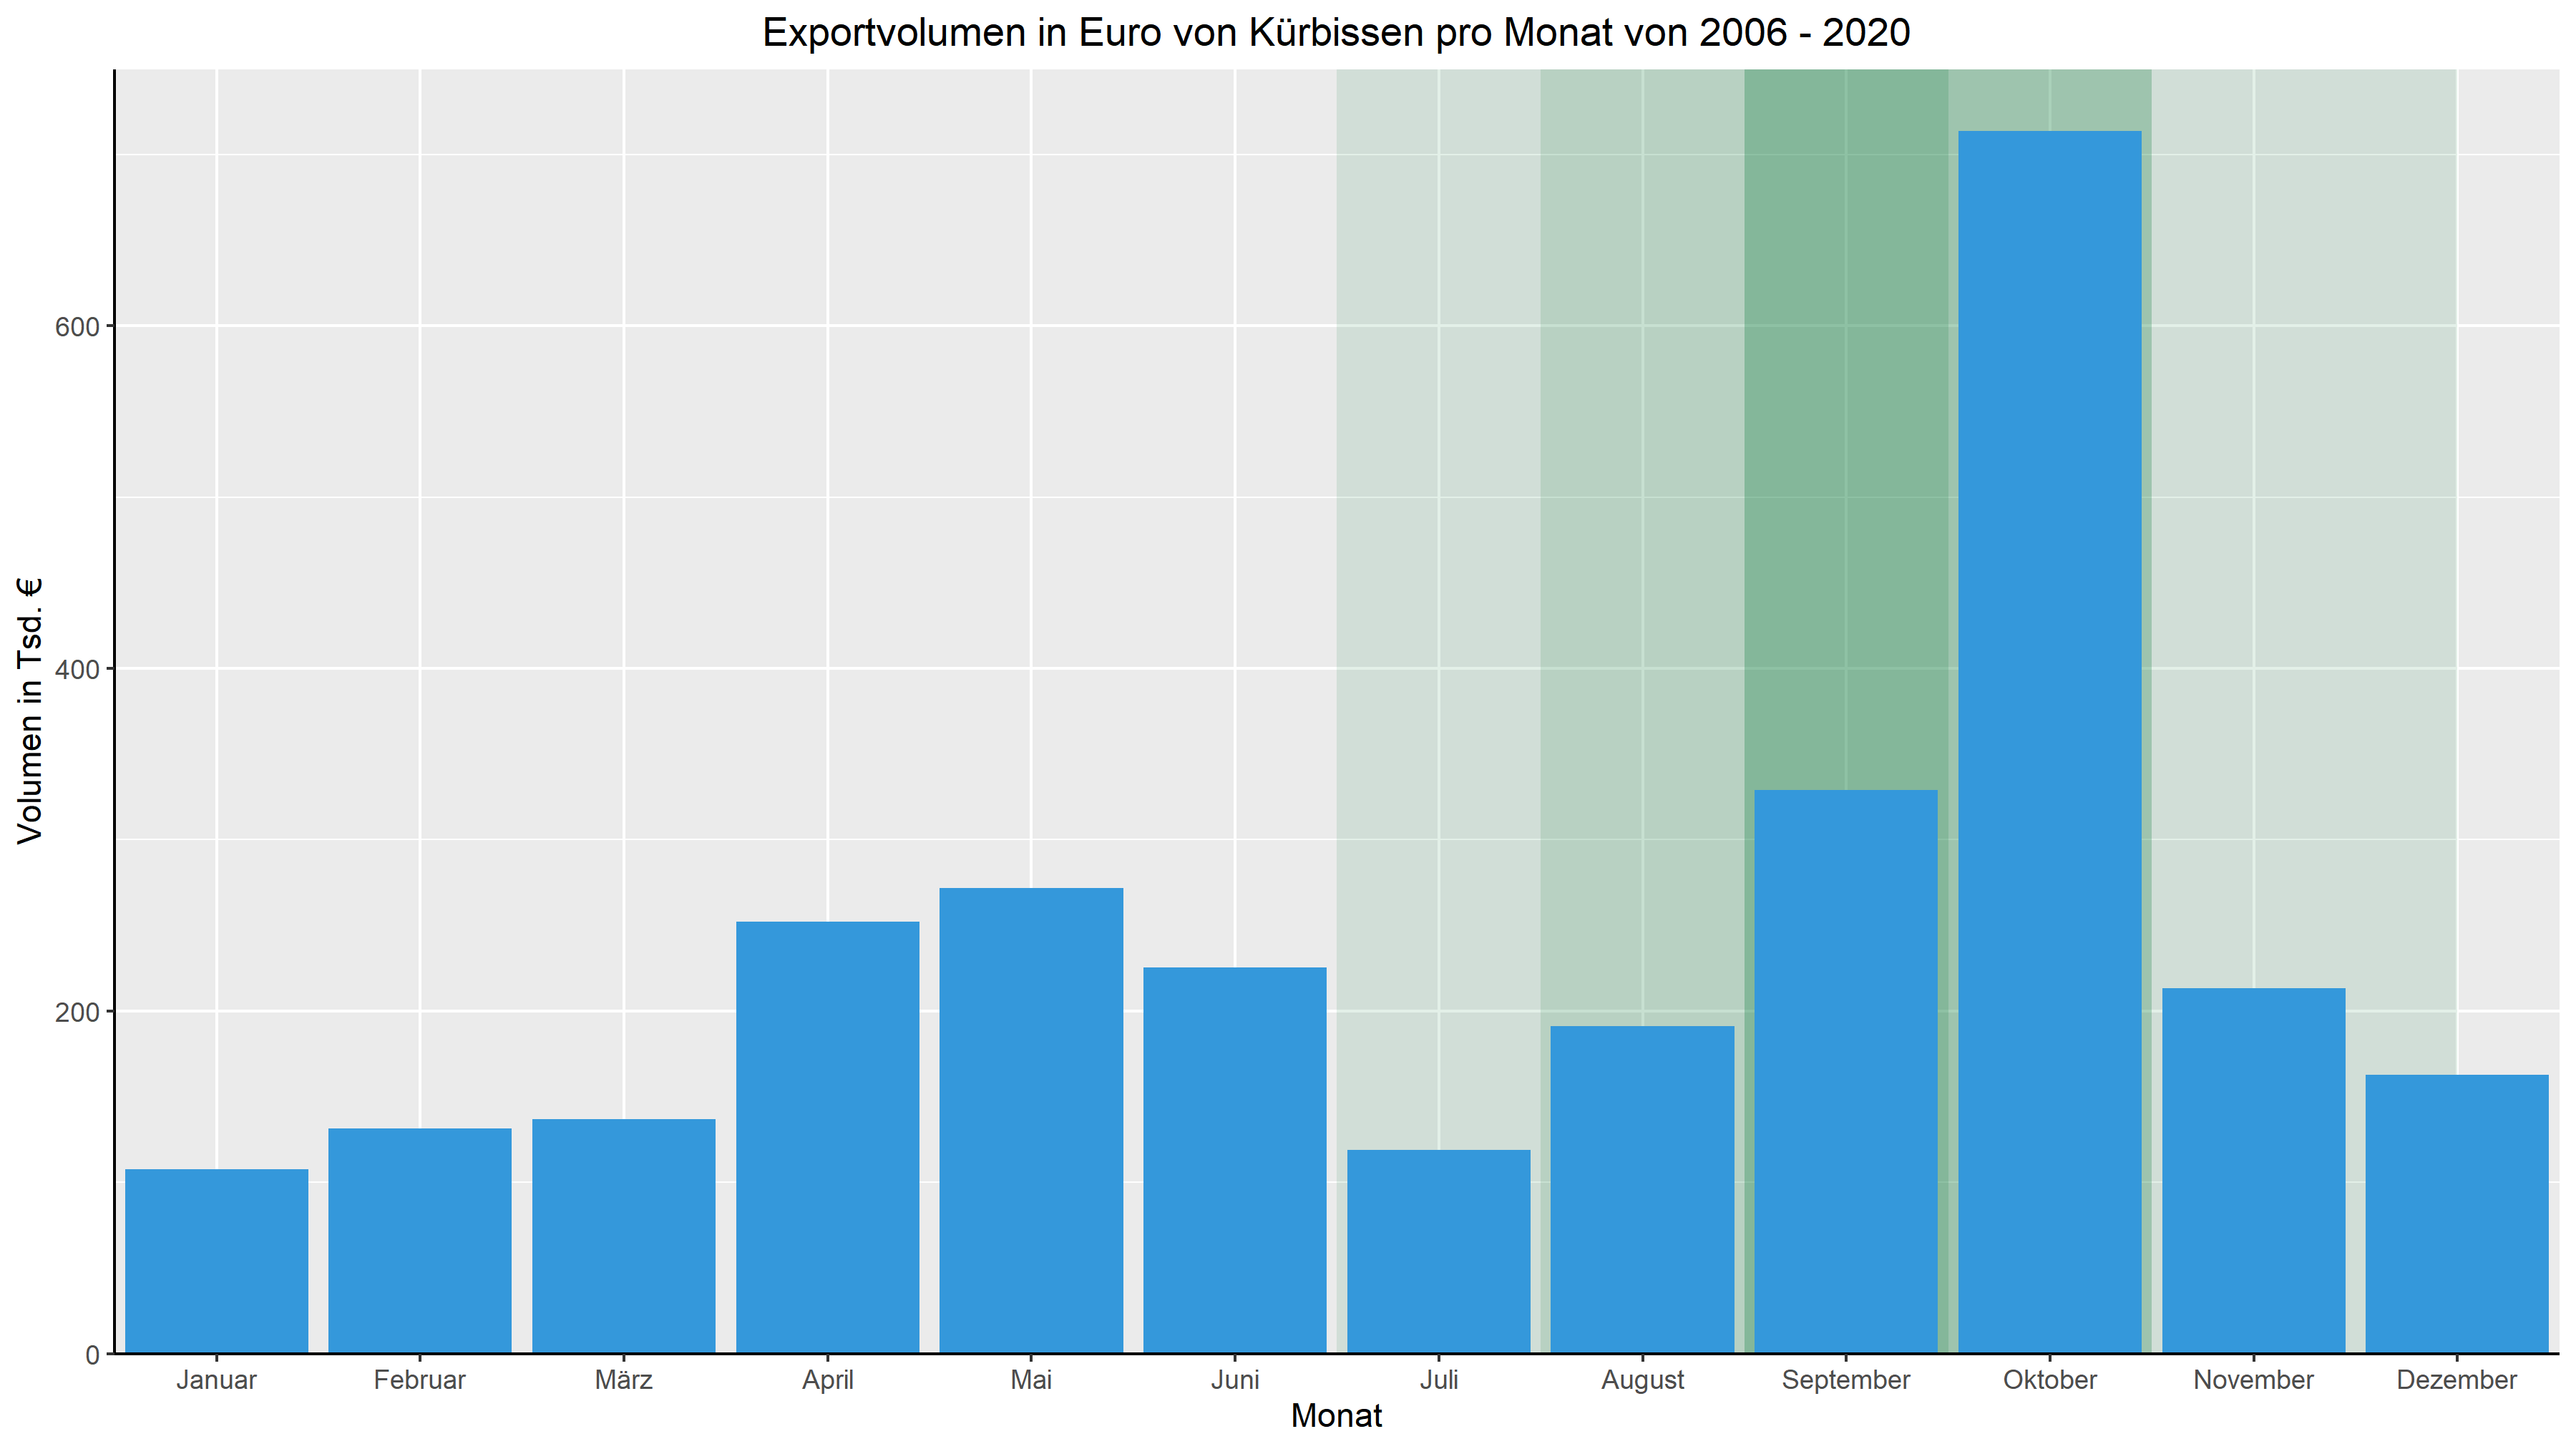 Exportvolumen in Euro von Kürbissen pro Monat von 2006 - 2020
Volumen in Tsd. €
600
400
200
0
Januar Februar März April Mai Juni Juli August September Oktober November Dezember
Monat